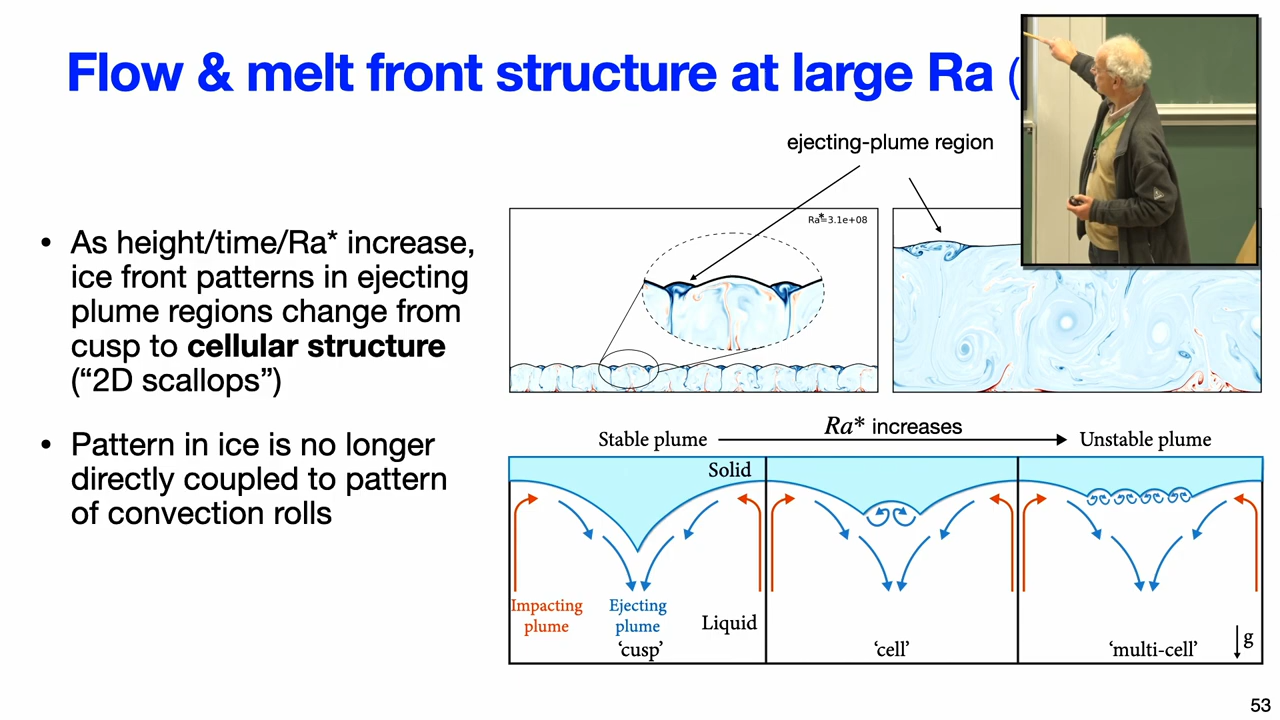 Flow & melt front structure at large Ra (
ejecting-plume region
Ra*=3.1e+08
• As height/time/Ra* increase,
ice front patterns in ejecting
plume regions change from
cusp to cellular structure
(“2D scallops”)
• Pattern in ice is no longer
directly coupled to pattern
of convection rolls
Ra* increases
Stable plume
Unstable plume
Solid
Impacting
plume
Ejecting
plume
Liquid
‘cusp’
‘cell’
‘multi-cell’
g
53